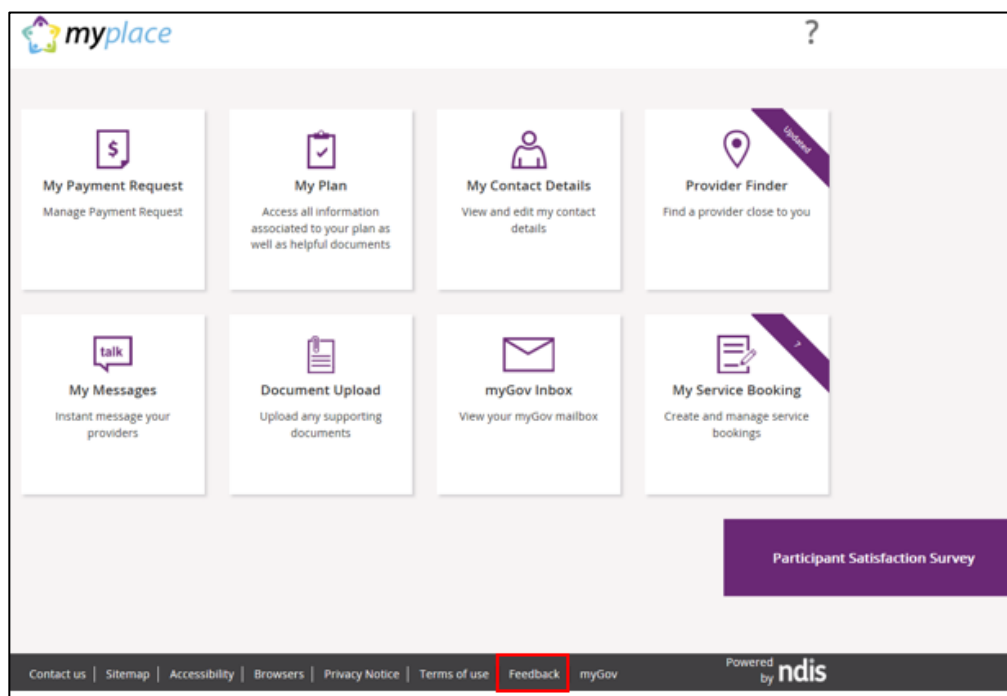 myplace
?
$
My Payment Request
Manage Payment Request
My Plan
Access all information
associated to your plan as
well as helpful documents
My Contact Details
View and edit my contact
details
Updated
Provider Finder
Find a provider close to you
talk
My Messages
Instant message your
providers
Document Upload
Upload any supporting
documents
myGov Inbox
View your myGov mailbox
7
My Service Booking
Create and manage service
bookings
Participant Satisfaction Survey
Contact us | Sitemap | Accessibility | Browsers | Privacy Notice | Terms of use Feedback myGov
Powered
by ndis